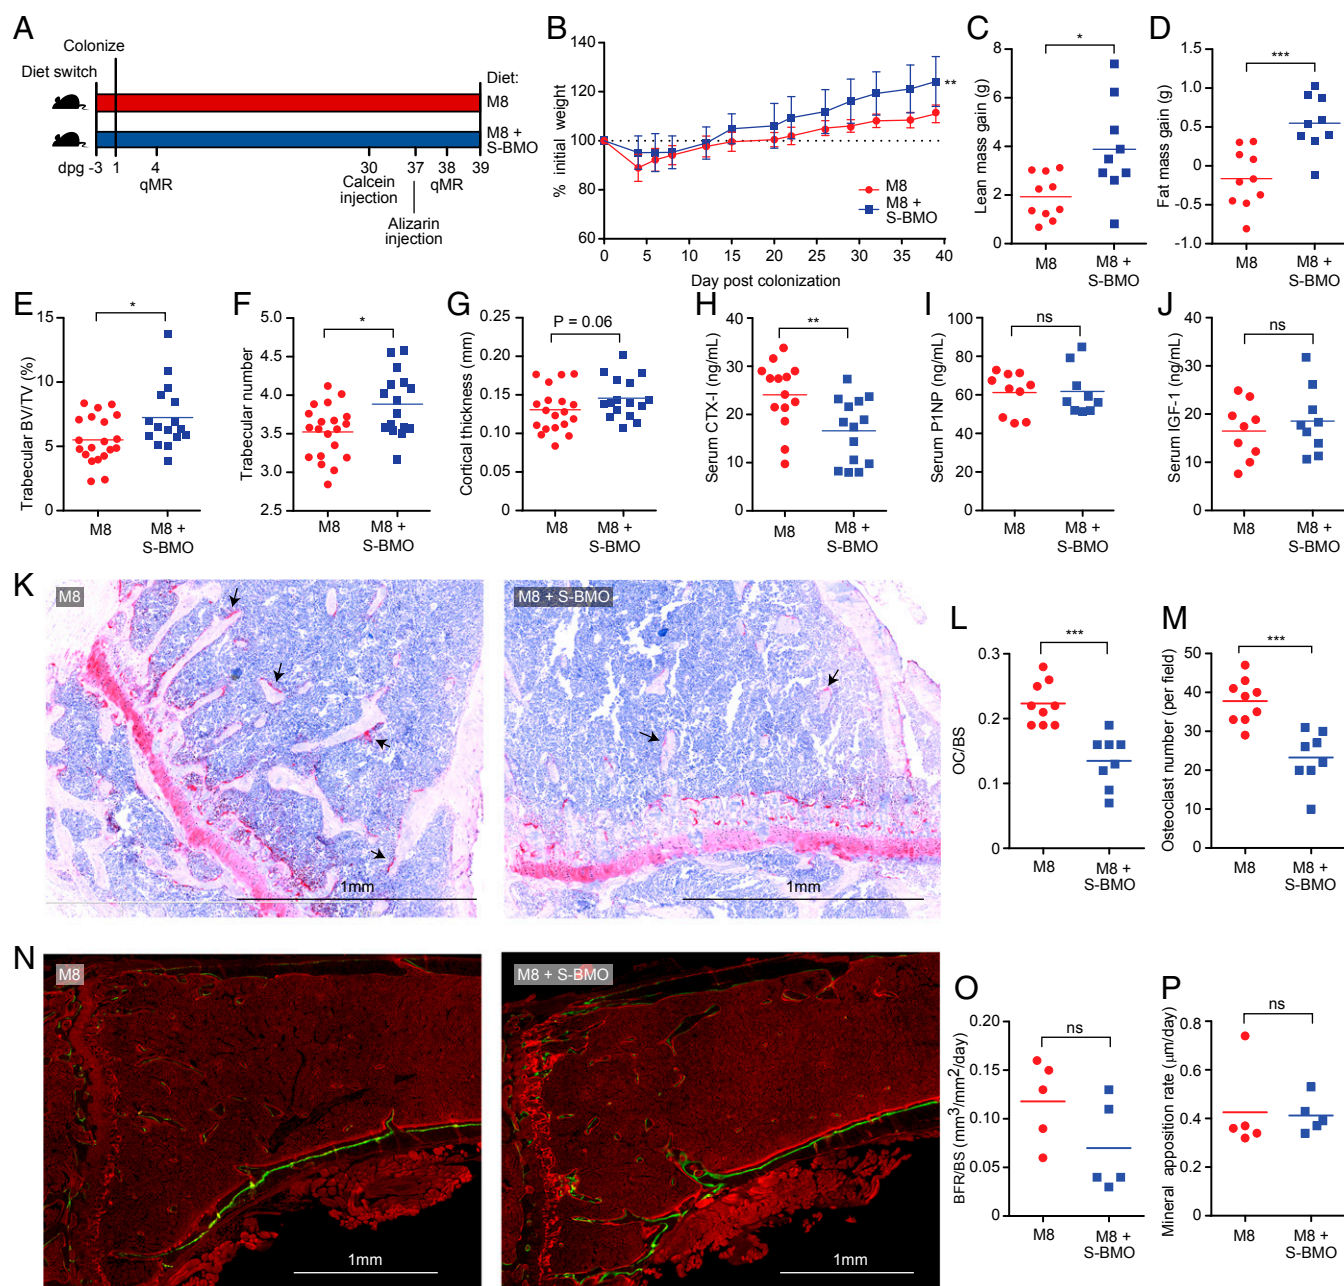 A
Colonize
Diet switch
Diet:
M8
M8 +
S-BMO
dpg -3 1 4 30 37 38 39
qMR
Calcein
injection
qMR
Alizarin
injection
B
% initial weight
140
120
100
80
60
0 5 10 15 20 25 30 35 40
Day post colonization
**
M8
M8 +
S-BMO
C
Lean mass gain (g)
8
6
4
2
0
*
M8
M8 +
S-BMO
D
Fat mass gain (g)
1.5
1.0
0.5
0
-0.5
-1.0
***
M8
M8 +
S-BMO
E
Trabecular BV/TV (%)
15
10
5
0
*
M8
M8 +
S-BMO
F
Trabecular number
5.0
4.5
4.0
3.5
3.0
2.5
*
M8
M8 +
S-BMO
G
Cortical thickness (mm)
0.20
0.15
0.10
0.05
0.00
P = 0.06
M8
M8 +
S-BMO
H
Serum CTX-I (ng/mL)
40
30
20
10
0
**
M8
M8 +
S-BMO
I
Serum P1NP (ng/mL)
100
80
60
40
20
0
ns
M8
M8 +
S-BMO
J
Serum IGF-1 (ng/mL)
40
30
20
10
0
ns
M8
M8 +
S-BMO
K
M8
1mm
M8 + S-BMO
1mm
L
OC/BS
0.3
0.2
0.1
0
***
M8
M8 +
S-BMO
M
Osteoclast number (per field)
50
40
30
20
10
0
***
M8
M8 +
S-BMO
N
M8
1mm
M8 + S-BMO
1mm
O
BFR/BS (mm³/mm²/day)
0.20
0.15
0.10
0.05
0.00
ns
M8
M8 +
S-BMO
P
Mineral apposition rate (μm/day)
0.8
0.6
0.4
0.2
0
ns
M8
M8 +
S-BMO